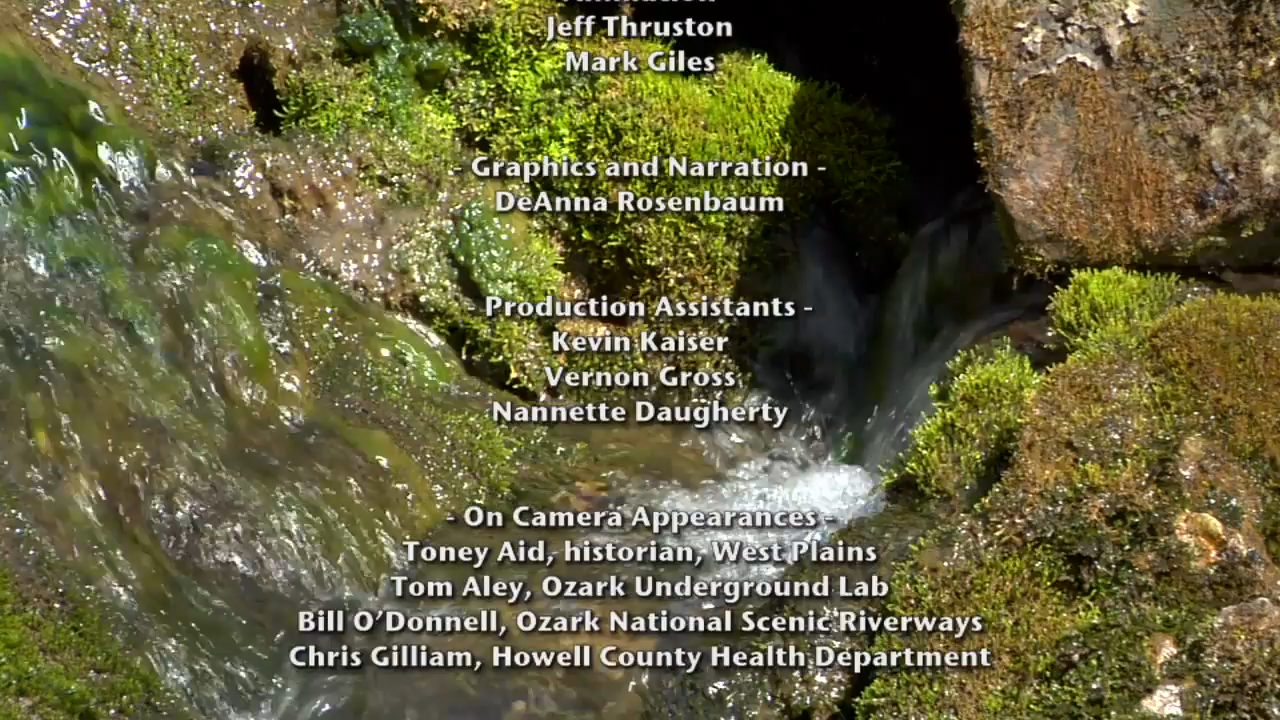 Jeff Thruston
Mark Giles
- Graphics and Narration -
DeAnna Rosenbaum
- Production Assistants -
Kevin Kaiser
Vernon Gross
Nannette Daugherty
- On Camera Appearances -
Toney Aid, historian, West Plains
Tom Aley, Ozark Underground Lab
Bill O’Donnell, Ozark National Scenic Riverways
Chris Gilliam, Howell County Health Department